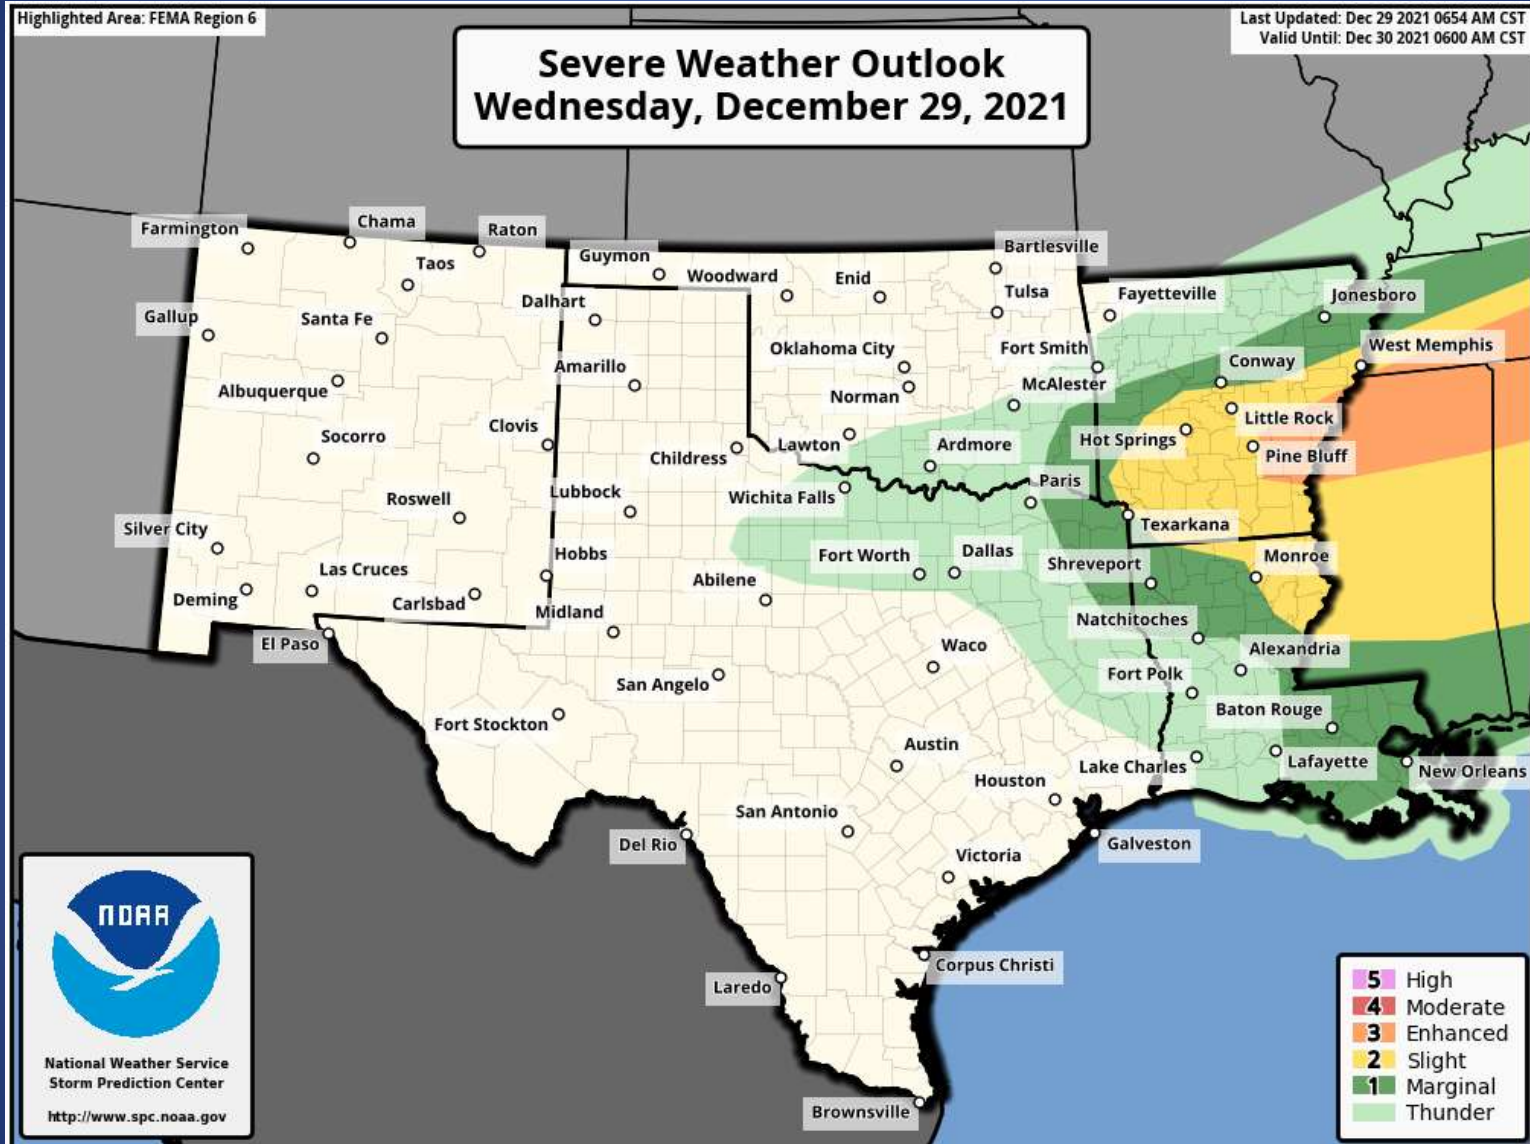 Highlighted Area: FEMA Region 6
Last Updated: Dec 29 2021 0654 AM CST
Valid Until: Dec 30 2021 0600 AM CST
Severe Weather Outlook
Wednesday, December 29, 2021
Farmington
Chama
Raton
Taos
Guymon
Woodward
Enid
Bartlesville
Tulsa
Fayetteville
Jonesboro
Gallup
Santa Fe
Dalhart
Oklahoma City
Fort Smith
Conway
West Memphis
Albuquerque
Amarillo
Norman
McAlester
Little Rock
Socorro
Clovis
Childress
Lawton
Ardmore
Hot Springs
Pine Bluff
Roswell
Lubbock
Wichita Falls
Paris
Texarkana
Silver City
Las Cruces
Hobbs
Fort Worth
Dallas
Shreveport
Monroe
Deming
Carlsbad
Midland
Abilene
Natchitoches
El Paso
San Angelo
Waco
Alexandria
Fort Polk
Fort Stockton
Baton Rouge
Austin
Houston
Lake Charles
Lafayette
New Orleans
San Antonio
Del Rio
Victoria
Galveston
Corpus Christi
Laredo
Brownsville
NOAA
National Weather Service
Storm Prediction Center
http://www.spc.noaa.gov
5 High
4 Moderate
3 Enhanced
2 Slight
1 Marginal
Thunder